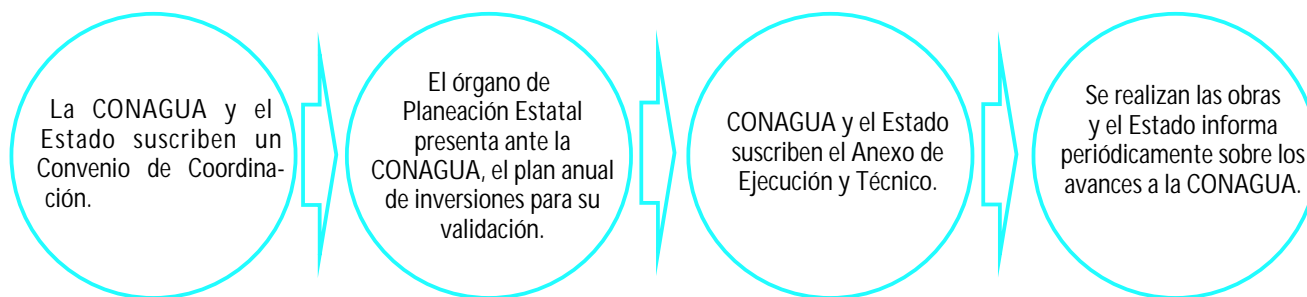 La CONAGUA y el
Estado suscriben un
Convenio de Coordina-
ción.
El órgano de
Planeación Estatal
presenta ante la
CONAGUA, el plan anual
de inversiones para su
validación.
CONAGUA y el Estado
suscriben el Anexo de
Ejecución y Técnico.
Se realizan las obras
y el Estado informa
periódicamente sobre los
avances a la CONAGUA.